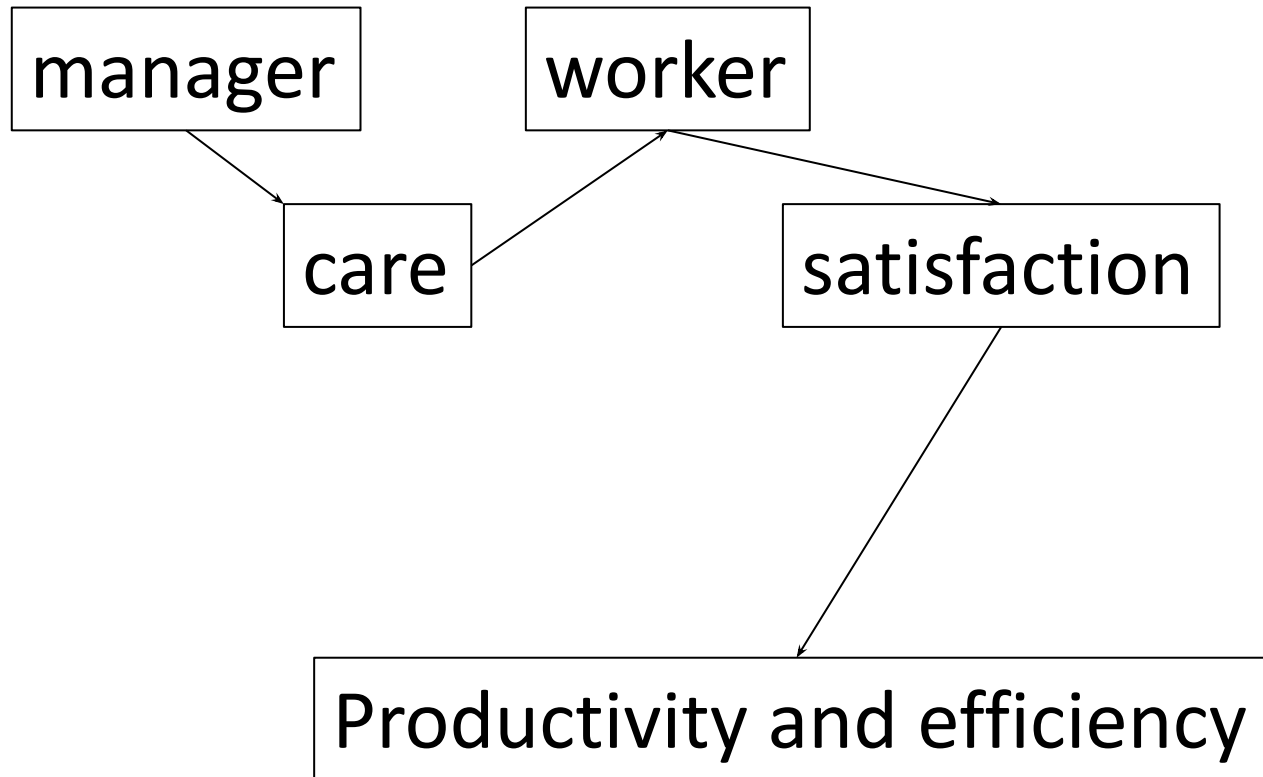 manager
worker
care
satisfaction
Productivity and efficiency